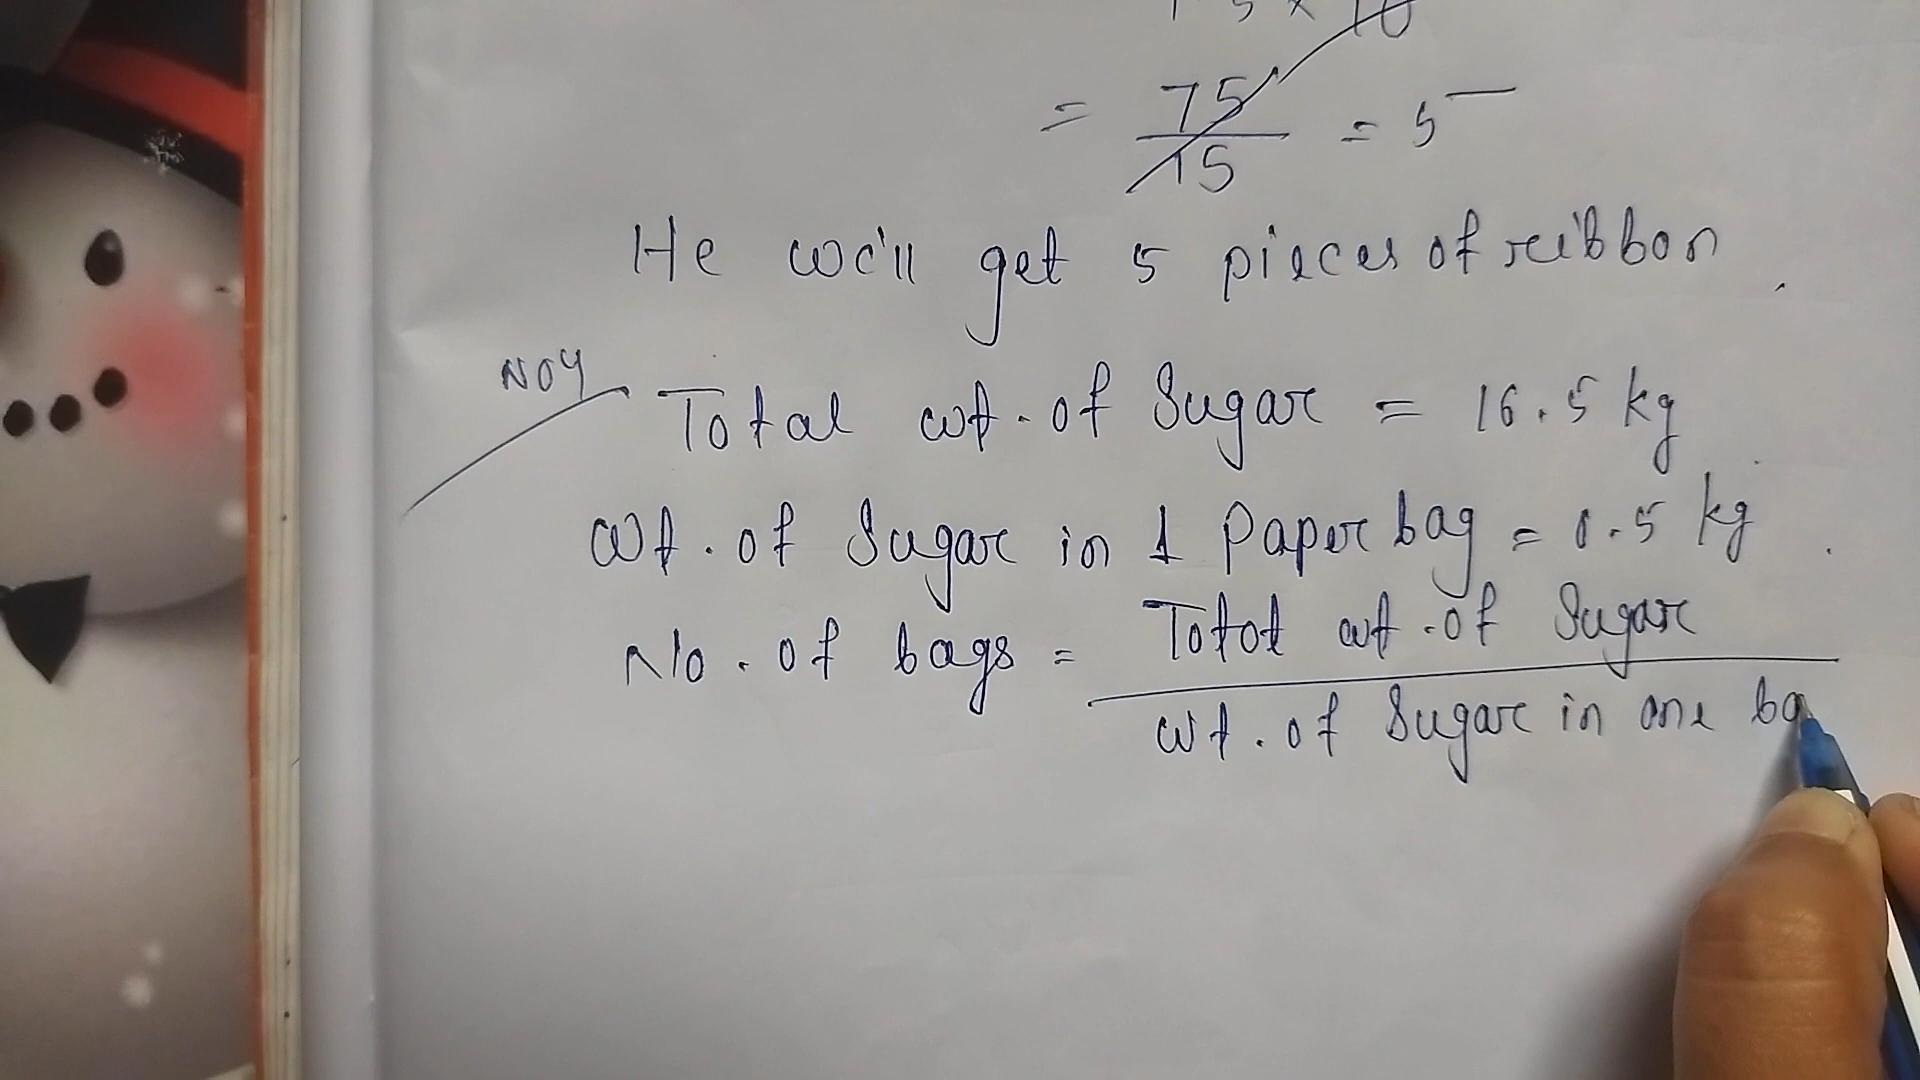 = 75/15 = 5
He will get 5 pieces of ribbon.
NO4 Total wt. of Sugar = 16.5 kg
Wt. of Sugar in 1 Paper bag = 0.5 kg.
No. of bags = Totot wt. of Sugar
Wt. of Sugar in one ba